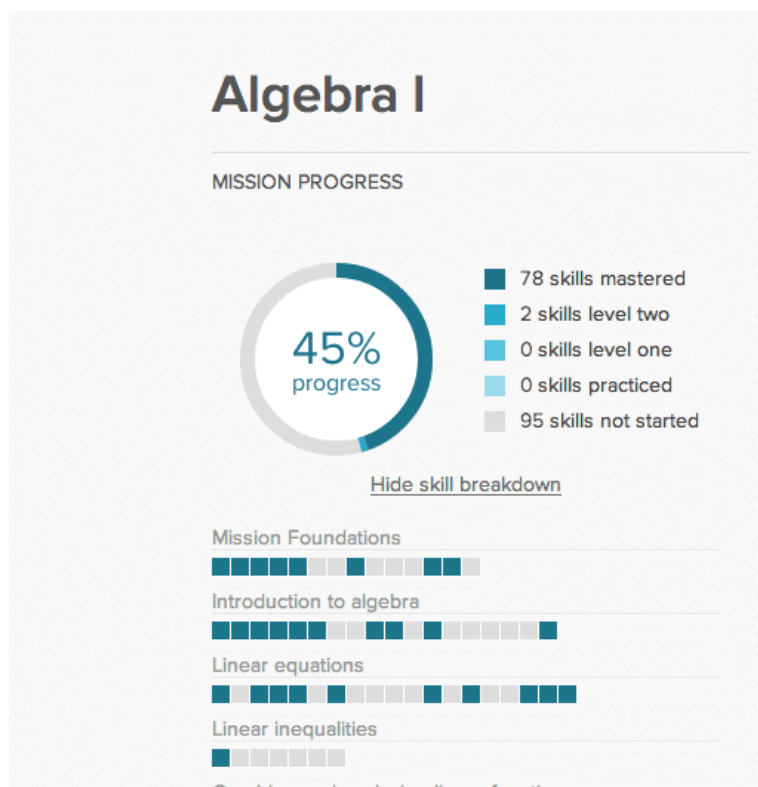 Algebra I
MISSION PROGRESS
45%
progress
78 skills mastered
2 skills level two
0 skills level one
0 skills practiced
95 skills not started
Hide skill breakdown
Mission Foundations
Introduction to algebra
Linear equations
Linear inequalities